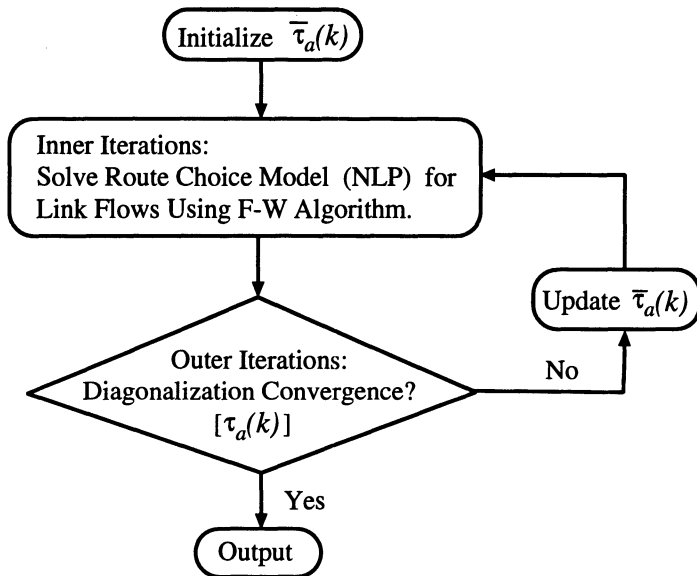 Initialize τ̄ₐ(k)
Inner Iterations:
Solve Route Choice Model (NLP) for
Link Flows Using F-W Algorithm.
Update τ̄ₐ(k)
Outer Iterations:
Diagonalization Convergence?
[τₐ(k)]
No
Yes
Output